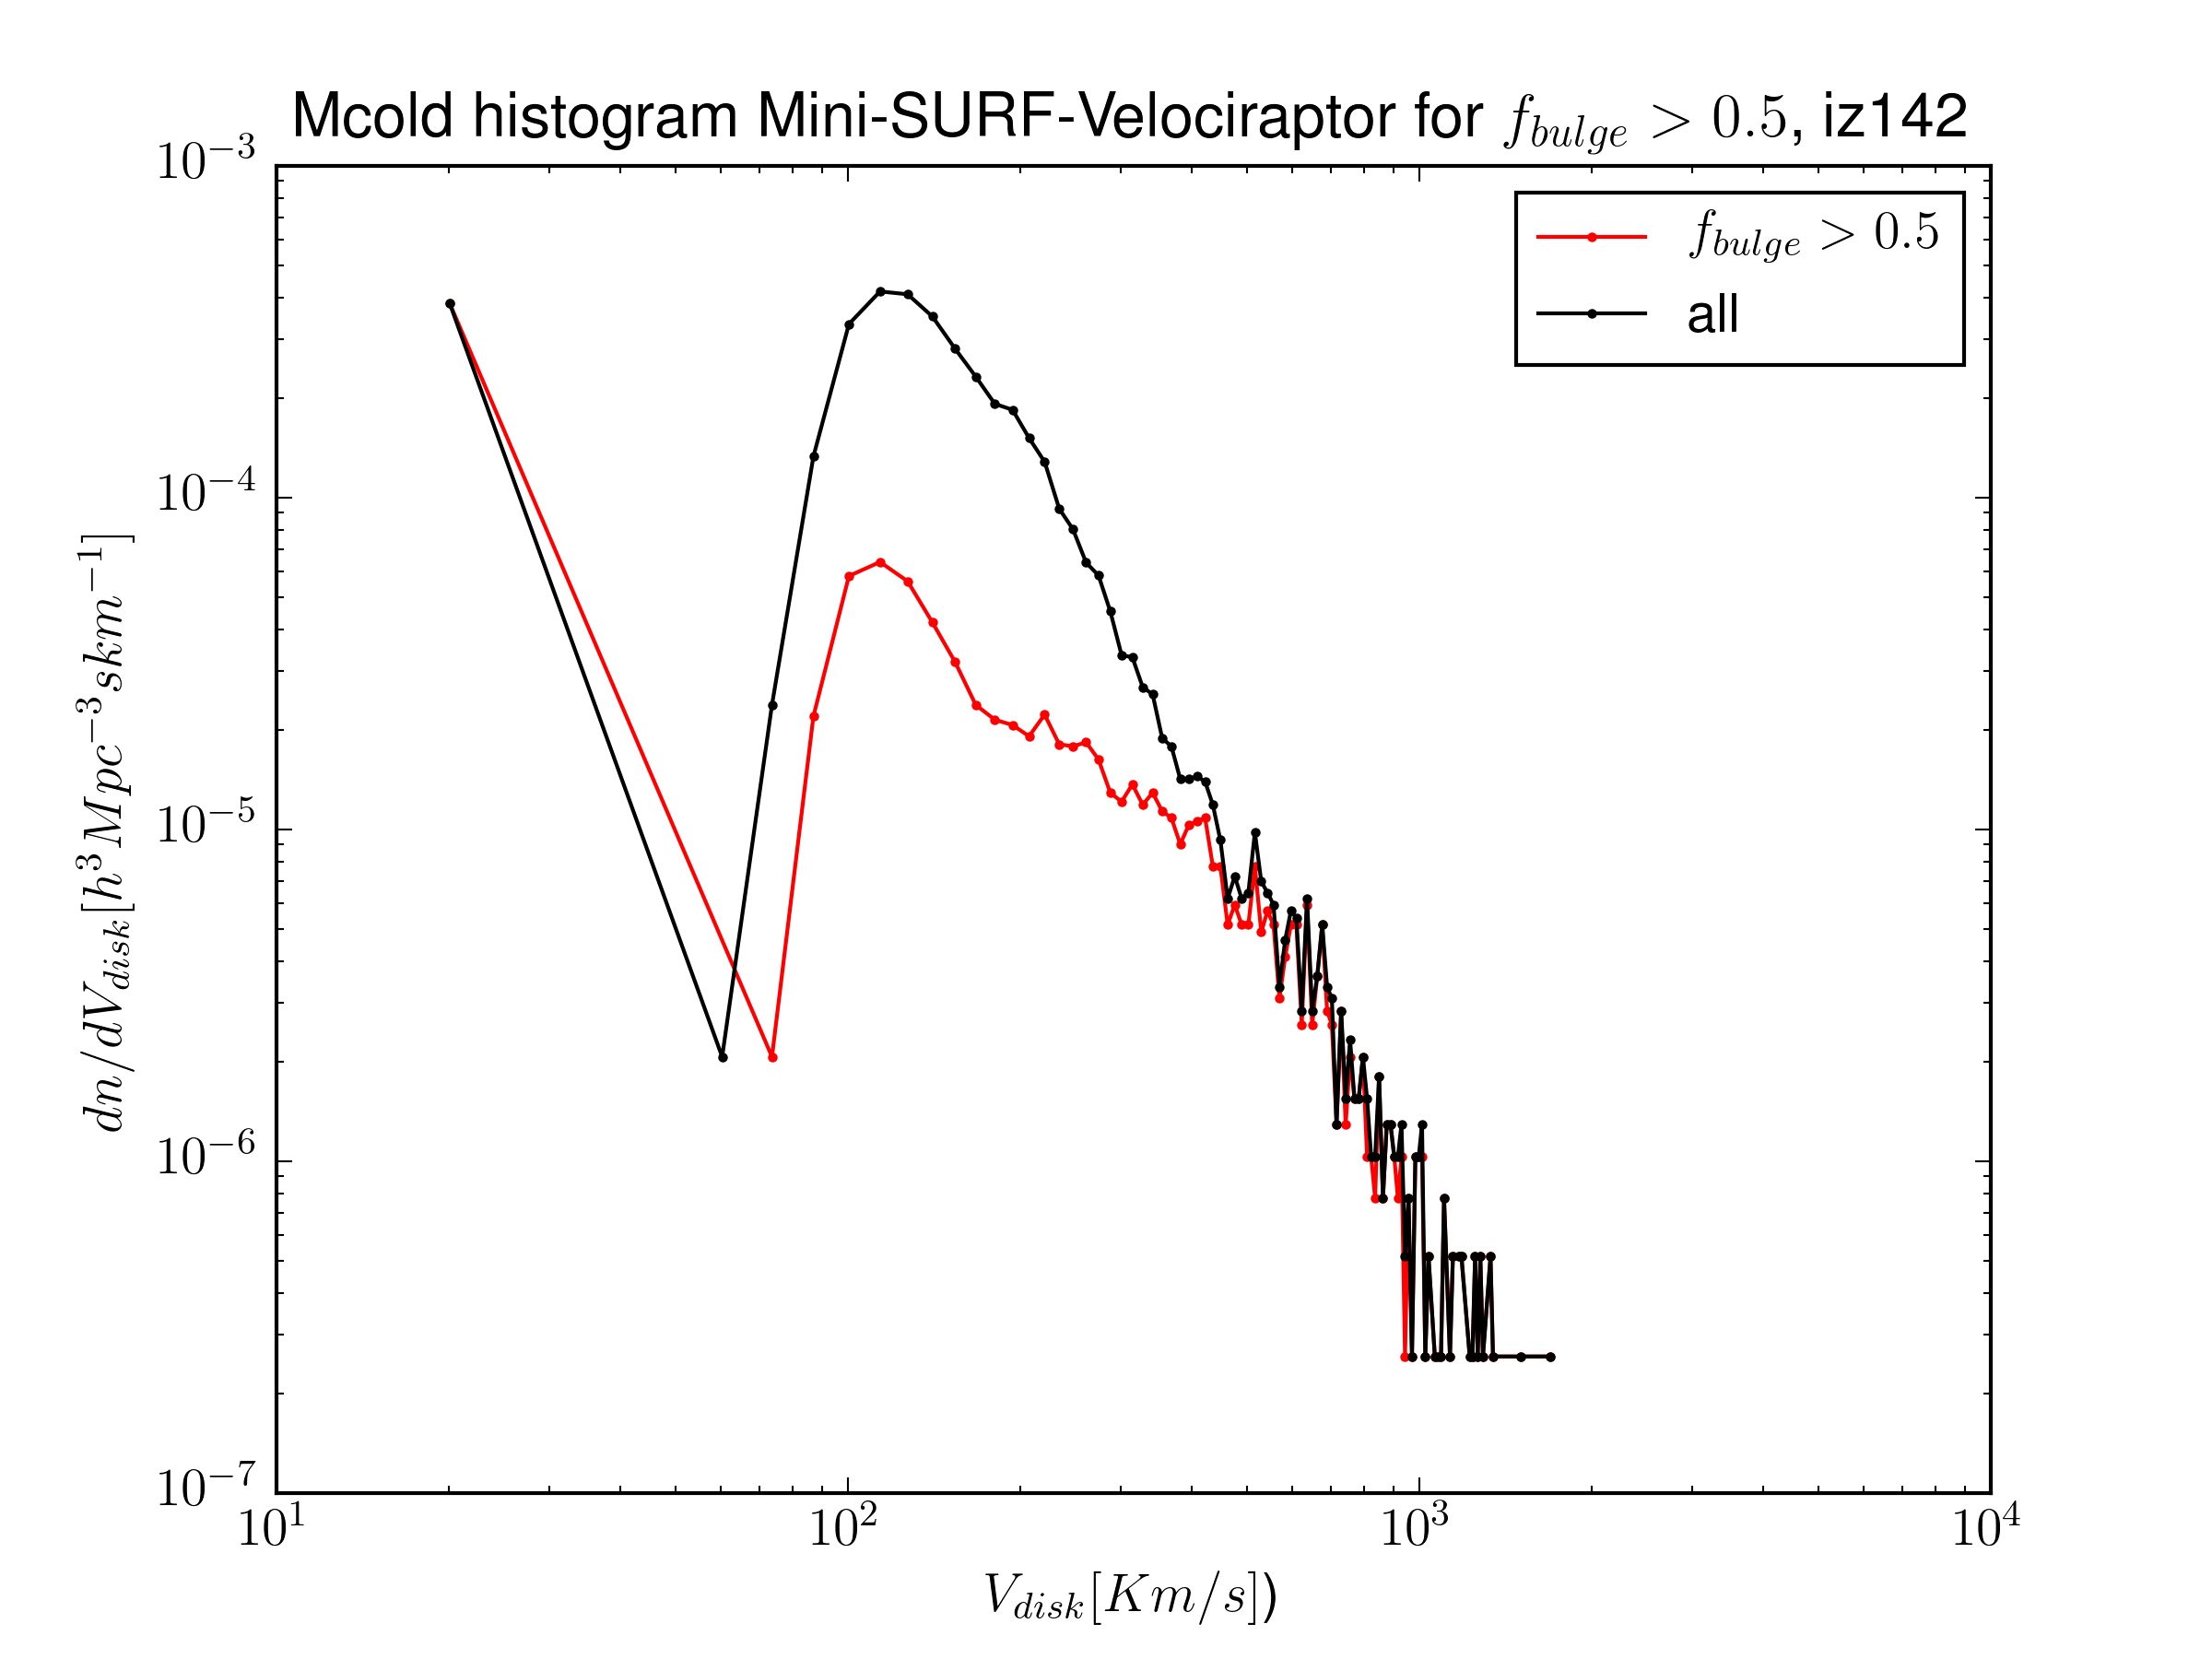 Mcold histogram Mini-SURF-Velociraptor for $f_{bulge} > 0.5$, iz142
$f_{bulge} > 0.5$
all
$10^{-3}$
$10^{-4}$
$10^{-5}$
$10^{-6}$
$10^{-7}$
$dn/dV_{disk}[h^3Mpc^{-3}skm^{-1}]$
$10^1$ $10^2$ $10^3$ $10^4$
$V_{disk}[Km/s]$)